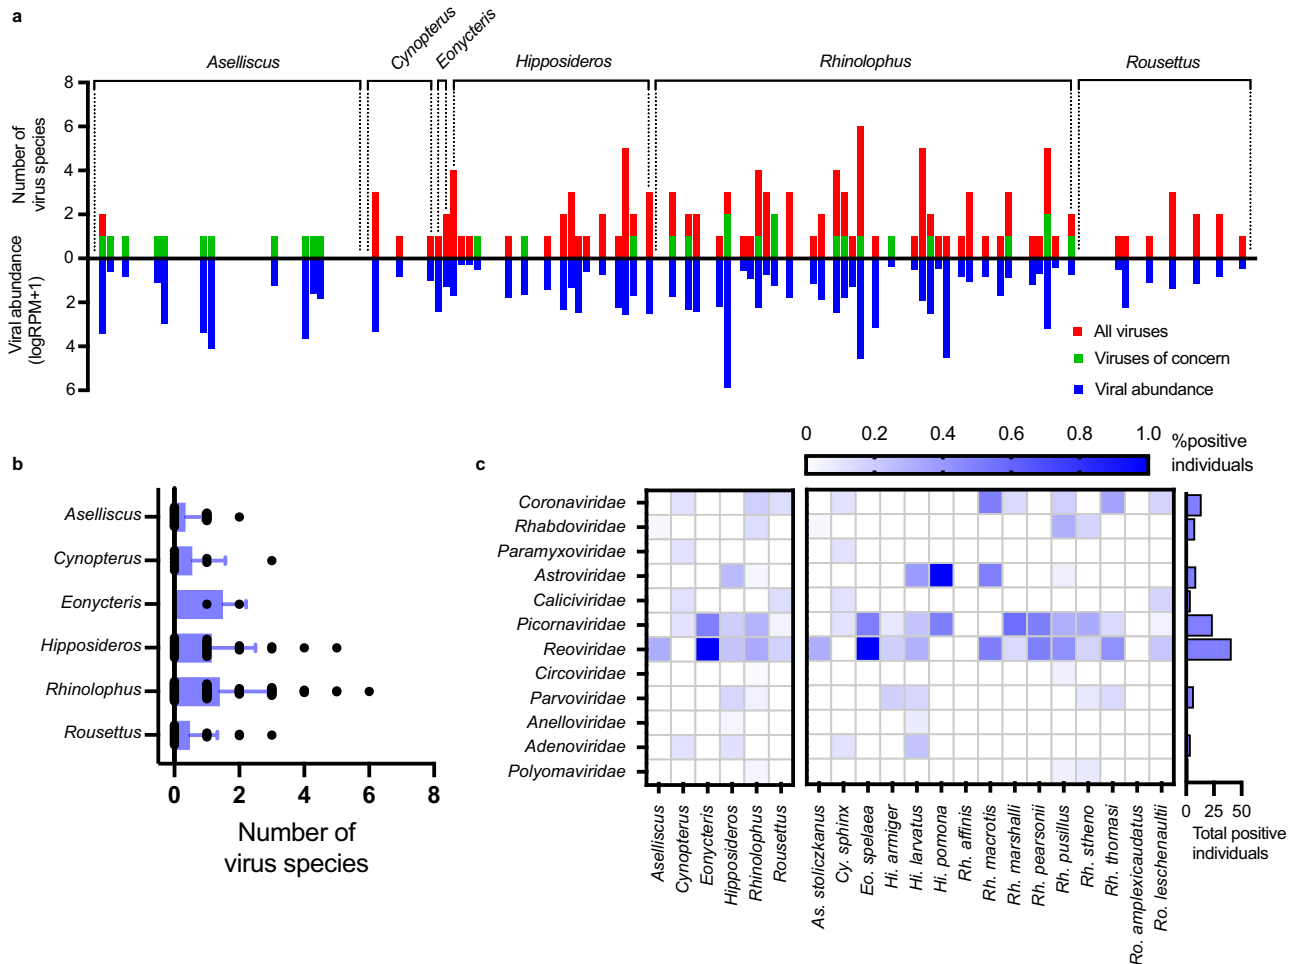 a
Aselliscus
Cynopterus
Eonycteris
Hipposideros
Rhinolophus
Rousettus
Number of
virus species
8
6
4
2
0
2
4
6
Viral abundance
(logRPM+1)
All viruses
Viruses of concern
Viral abundance
b
Aselliscus
Cynopterus
Eonycteris
Hipposideros
Rhinolophus
Rousettus
0 2 4 6 8
Number of
virus species
c
0 0.2 0.4 0.6 0.8 1.0
%positive
individuals
Coronaviridae
Rhabdoviridae
Paramyxoviridae
Astroviridae
Caliciviridae
Picornaviridae
Reoviridae
Circoviridae
Parvoviridae
Anelloviridae
Adenoviridae
Polyomaviridae
Aselliscus
Cynopterus
Eonycteris
Hipposideros
Rhinolophus
Rousettus
As. stoliczkanus
Cy. sphinx
Eo. spelaea
Hi. armiger
Hi. larvatus
Hi. pomona
Rh. affinis
Rh. macrotis
Rh. marshalli
Rh. pearsonii
Rh. pusillus
Rh. stheno
Rh. thomasi
Ro. amplexicaudatus
Ro. leschenaultii
0 25 50
Total positive
individuals